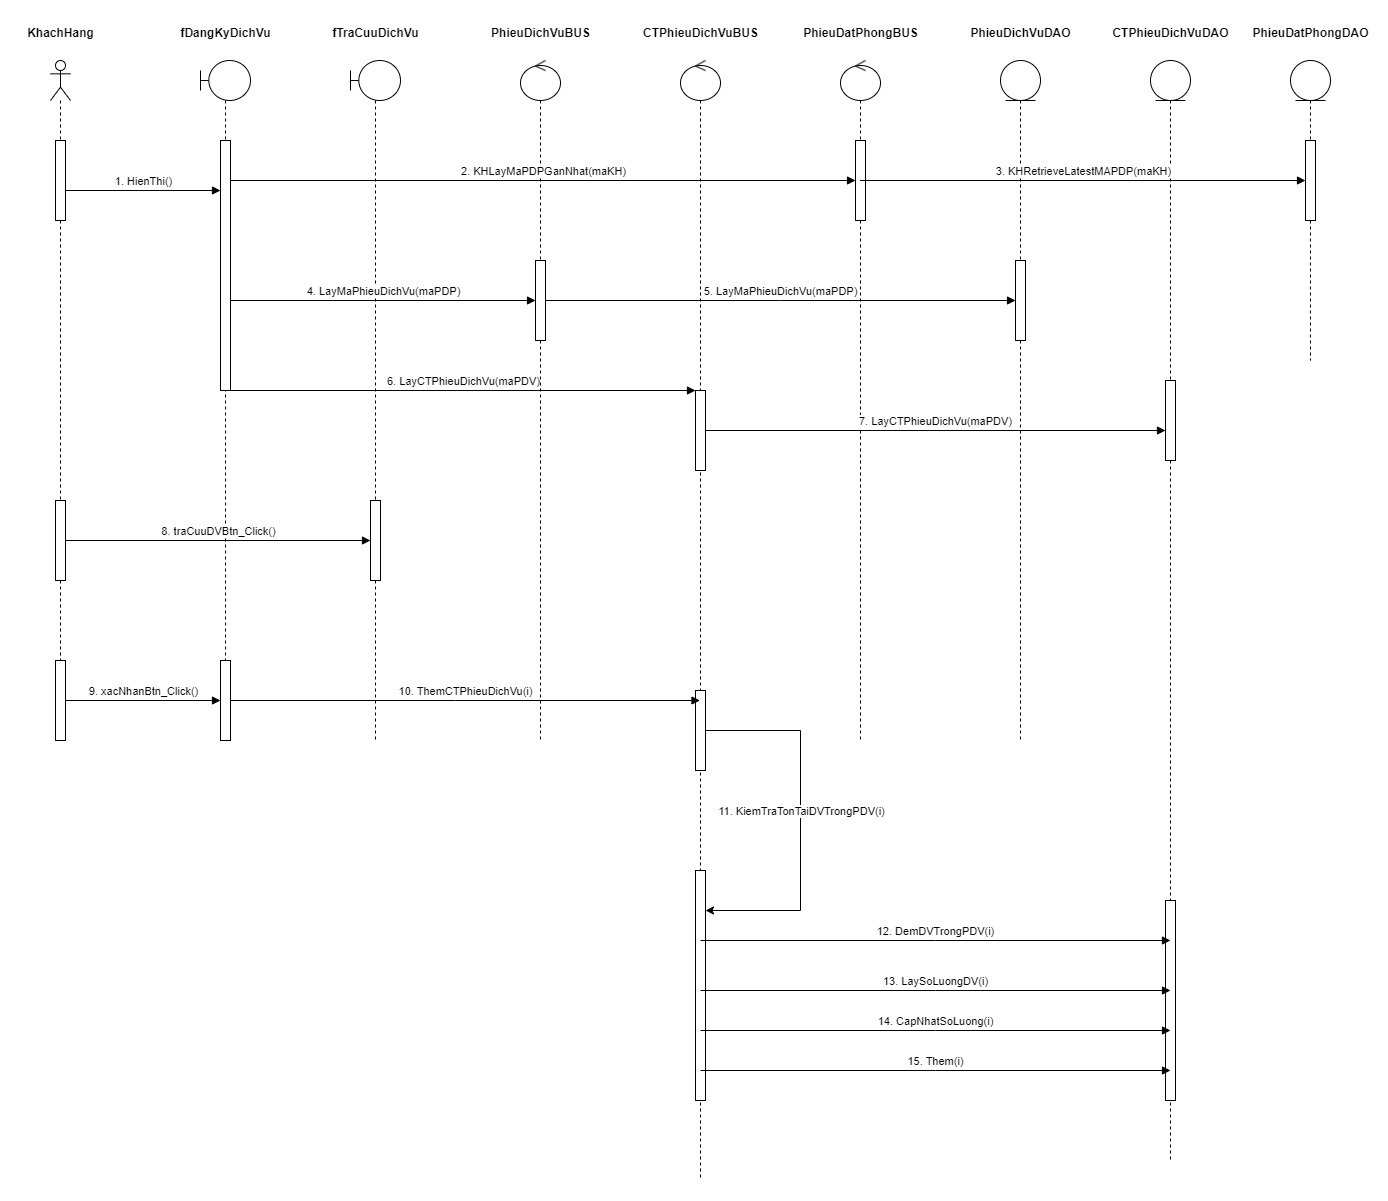 KhachHang
fDangKyDichVu
fTraCuuDichVu
PhieuDichVuBUS
CTPhieuDichVuBUS
PhieuDatPhongBUS
PhieuDichVuDAO
CTPhieuDichVuDAO
PhieuDatPhongDAO
1. HienThi()
2. KHLayMaPDPGanNhat(maKH)
3. KHRetrieveLatestMAPDP(maKH)
4. LayMaPhieuDichVu(maPDP)
5. LayMaPhieuDichVu(maPDP)
6. LayCTPhieuDichVu(maPDV)
7. LayCTPhieuDichVu(maPDV)
8. traCuuDVBtn_Click()
9. xacNhanBtn_Click()
10. ThemCTPhieuDichVu(i)
11. KiemTraTonTaiDVTrongPDV(i)
12. DemDVTrongPDV(i)
13. LaySoLuongDV(i)
14. CapNhatSoLuong(i)
15. Them(i)